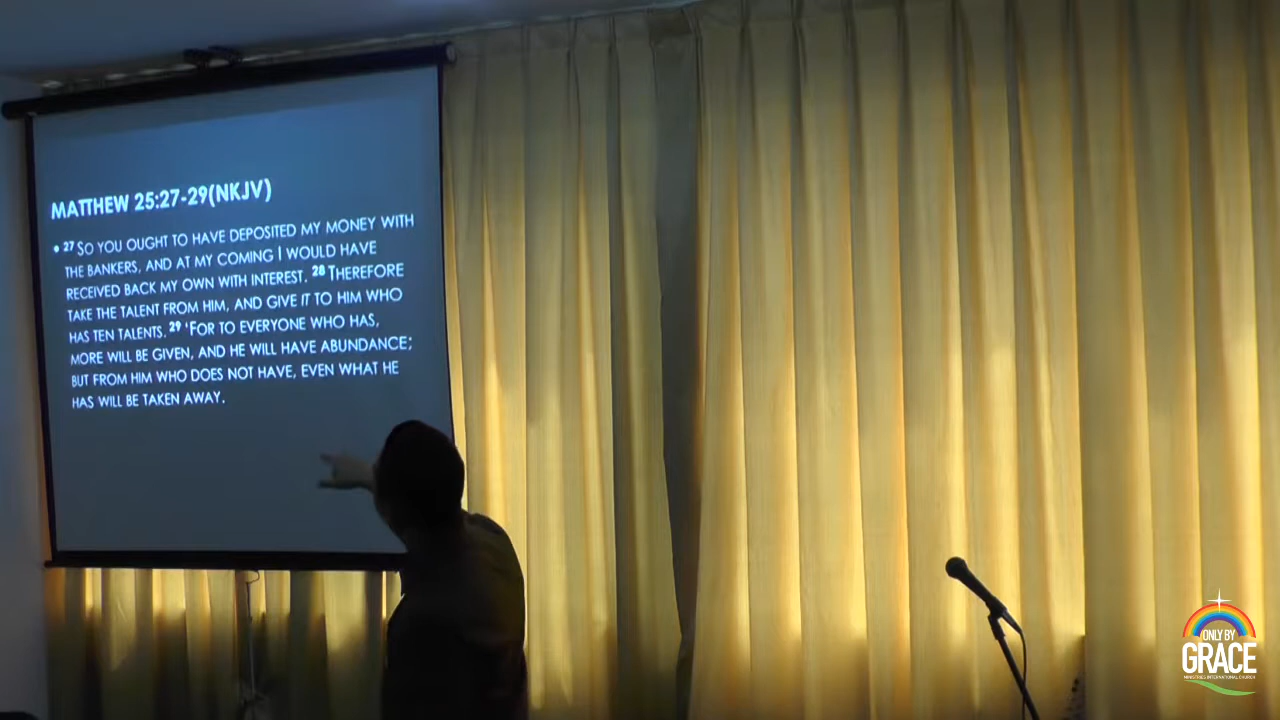 MATTHEW 25:27-29(NKJV)
• 27 SO YOU OUGHT TO HAVE DEPOSITED MY MONEY WITH
THE BANKERS, AND AT MY COMING I WOULD HAVE
RECEIVED BACK MY OWN WITH INTEREST. 28 THEREFORE
TAKE THE TALENT FROM HIM, AND GIVE IT TO HIM WHO
HAS TEN TALENTS. 29 'FOR TO EVERYONE WHO HAS,
MORE WILL BE GIVEN, AND HE WILL HAVE ABUNDANCE;
BUT FROM HIM WHO DOES NOT HAVE, EVEN WHAT HE
HAS WILL BE TAKEN AWAY.
ONLY BY
GRACE
MINISTRIES INTERNATIONAL CHURCH